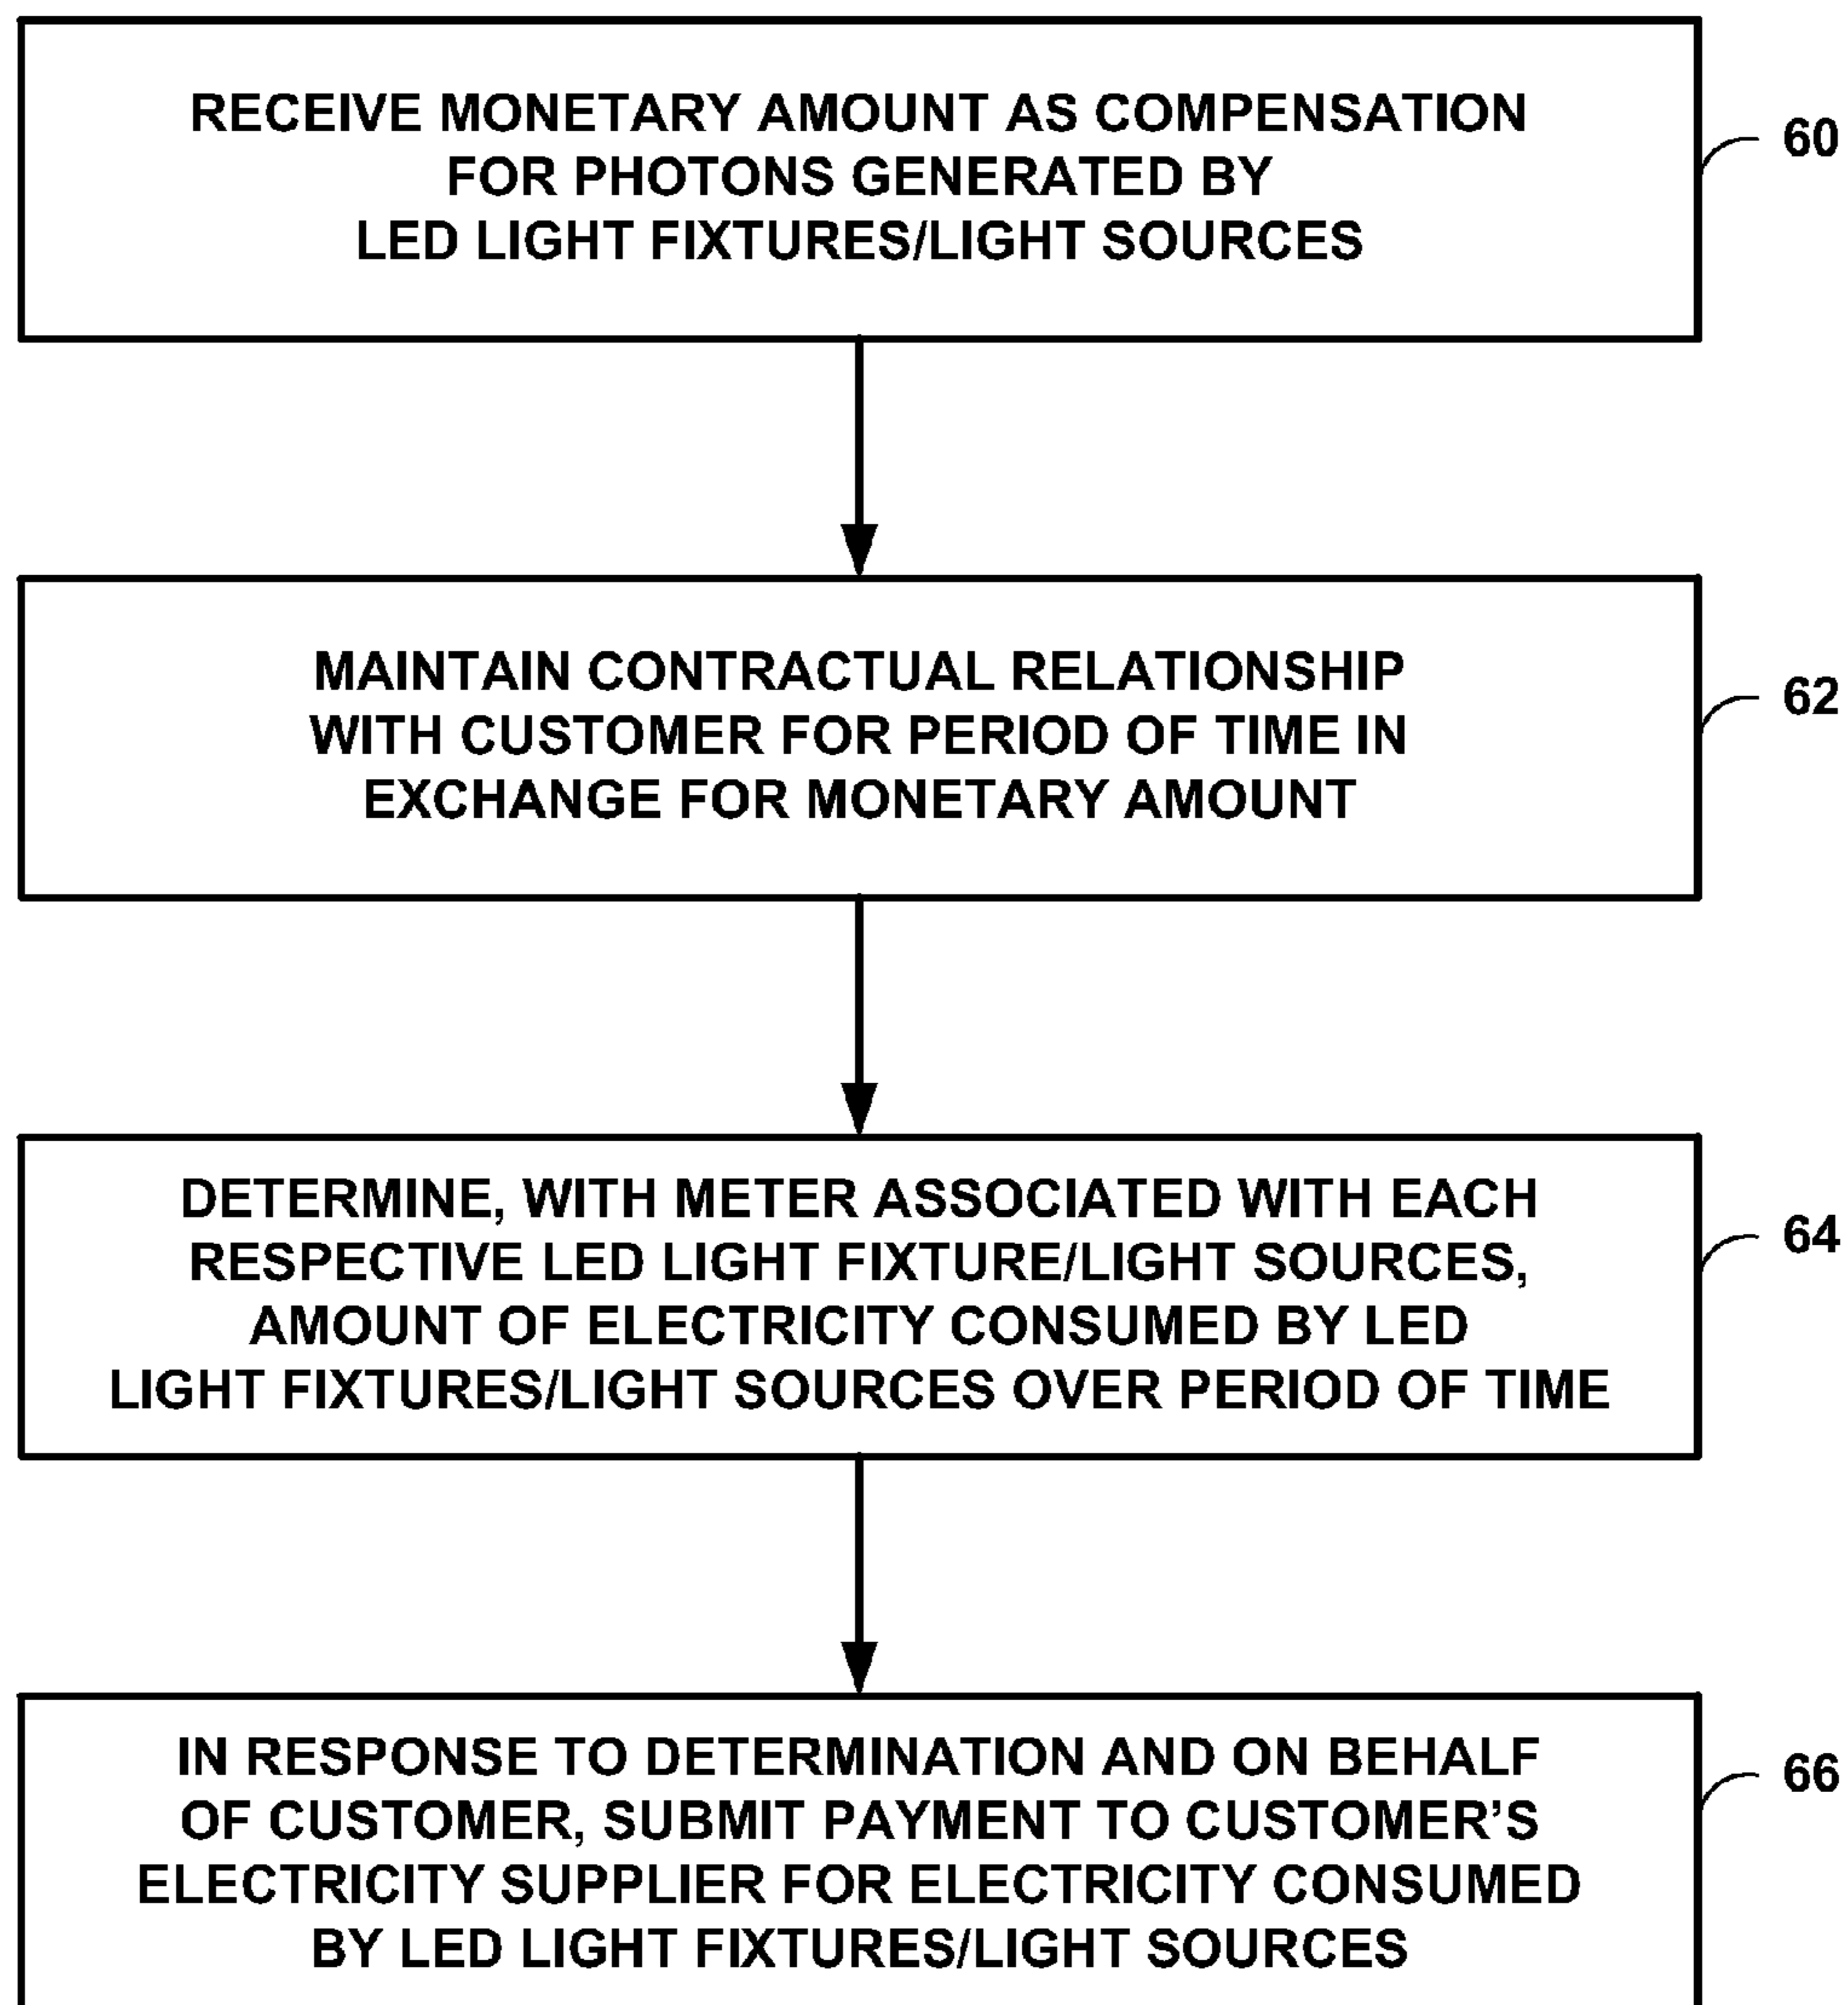 RECEIVE MONETARY AMOUNT AS COMPENSATION
FOR PHOTONS GENERATED BY
LED LIGHT FIXTURES/LIGHT SOURCES
60
MAINTAIN CONTRACTUAL RELATIONSHIP
WITH CUSTOMER FOR PERIOD OF TIME IN
EXCHANGE FOR MONETARY AMOUNT
62
DETERMINE, WITH METER ASSOCIATED WITH EACH
RESPECTIVE LED LIGHT FIXTURE/LIGHT SOURCES,
AMOUNT OF ELECTRICITY CONSUMED BY LED
LIGHT FIXTURES/LIGHT SOURCES OVER PERIOD OF TIME
64
IN RESPONSE TO DETERMINATION AND ON BEHALF
OF CUSTOMER, SUBMIT PAYMENT TO CUSTOMER’S
ELECTRICITY SUPPLIER FOR ELECTRICITY CONSUMED
BY LED LIGHT FIXTURES/LIGHT SOURCES
66